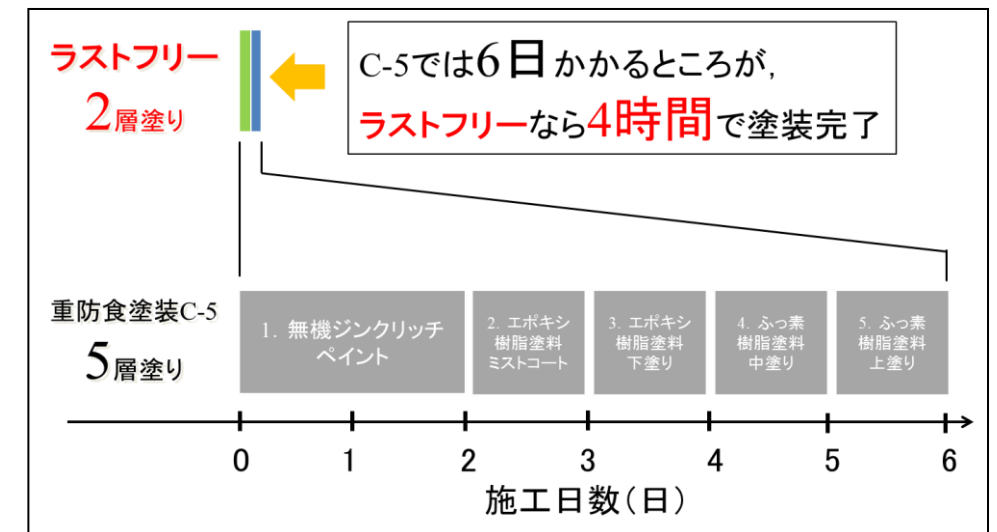 ラストフリー
2層塗り
C-5では6日かかるところが,
ラストフリーなら4時間で塗装完了
重防食塗装C-5
5層塗り
1. 無機ジンクリッチ
ペイント
2. エポキシ
樹脂塗料
ミストコート
3. エポキシ
樹脂塗料
下塗り
4. ふっ素
樹脂塗料
中塗り
5. ふっ素
樹脂塗料
上塗り
0 1 2 3 4 5 6
施工日数(日)